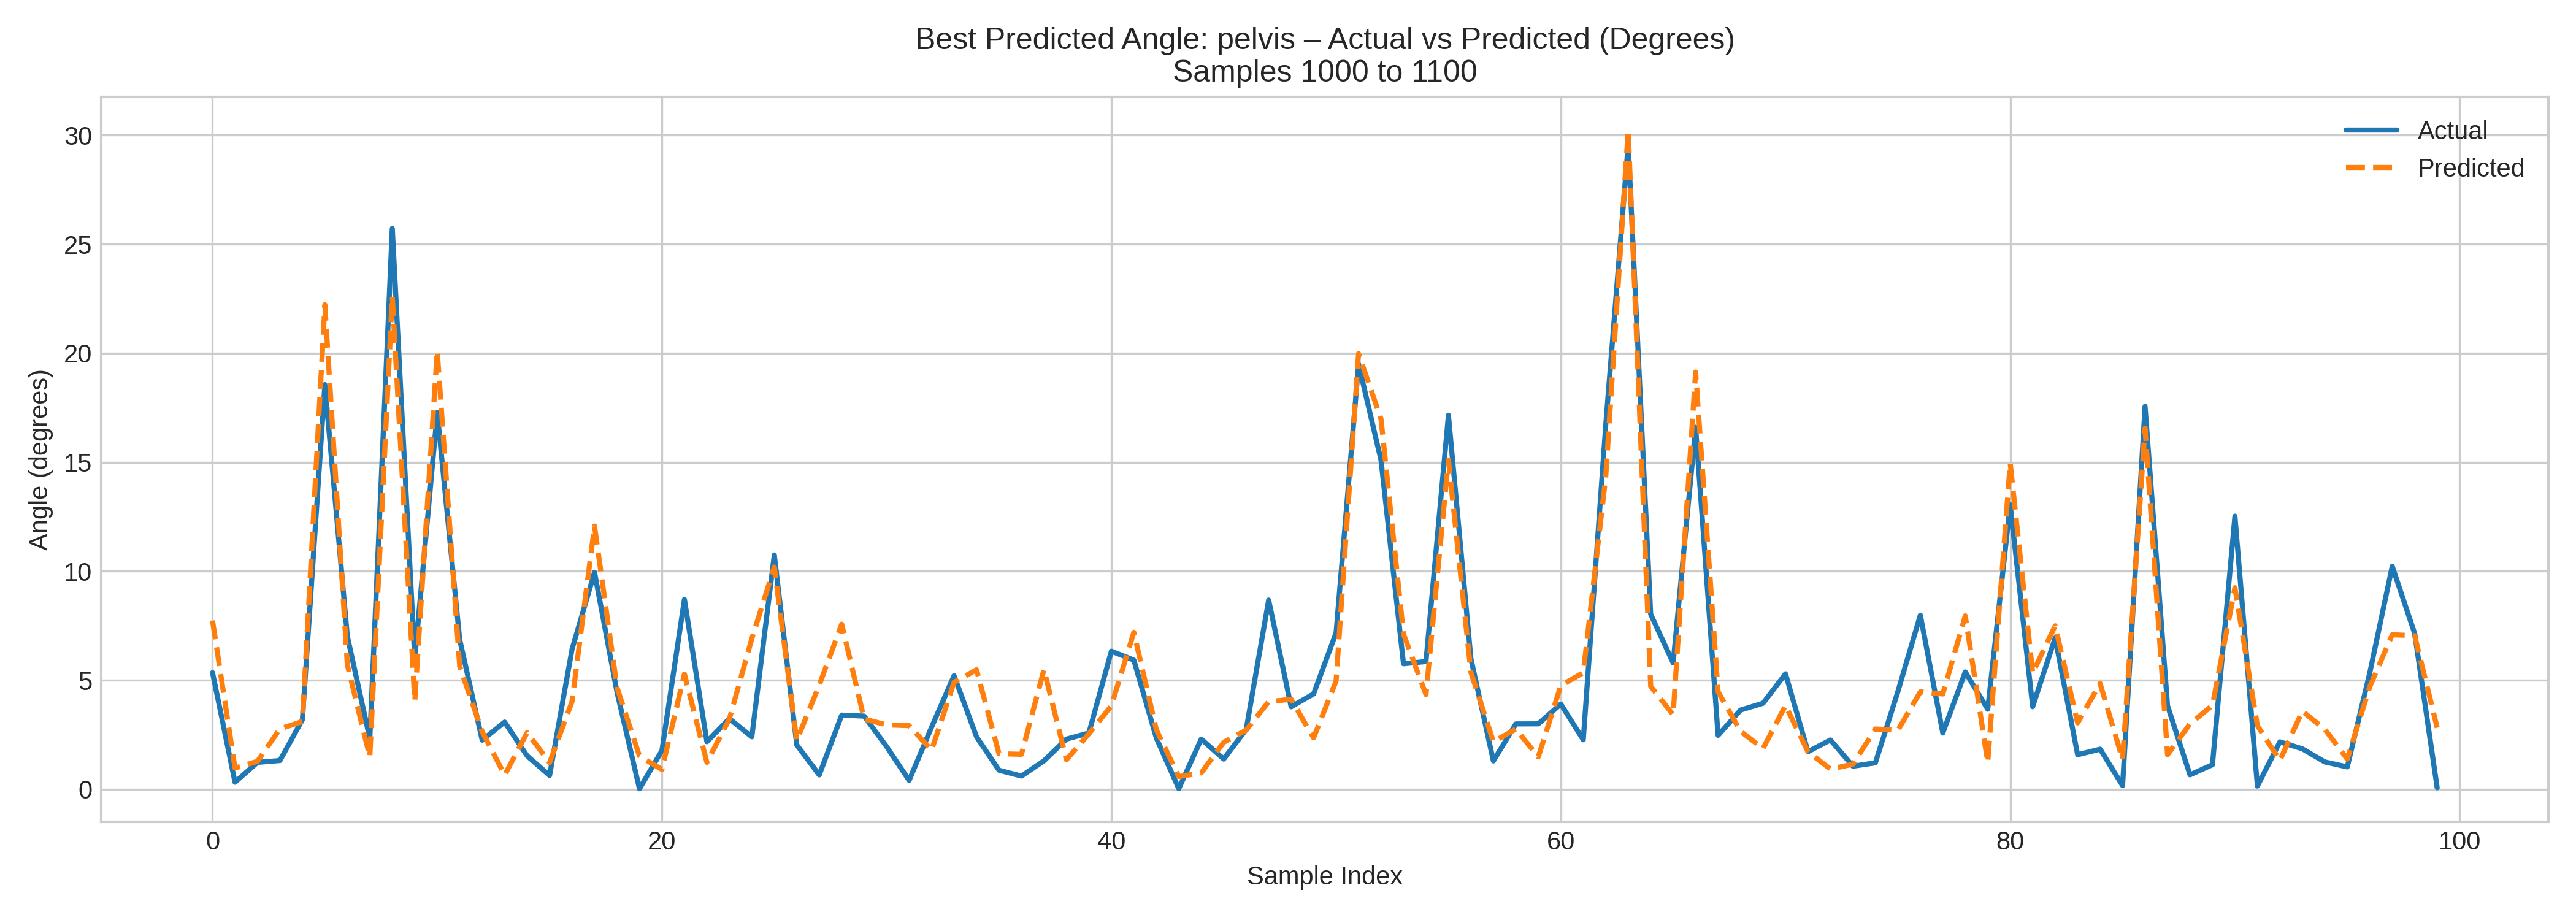 Best Predicted Angle: pelvis – Actual vs Predicted (Degrees)
Samples 1000 to 1100
30
25
20
15
10
5
0
Angle (degrees)
Actual
Predicted
0 20 40 60 80 100
Sample Index